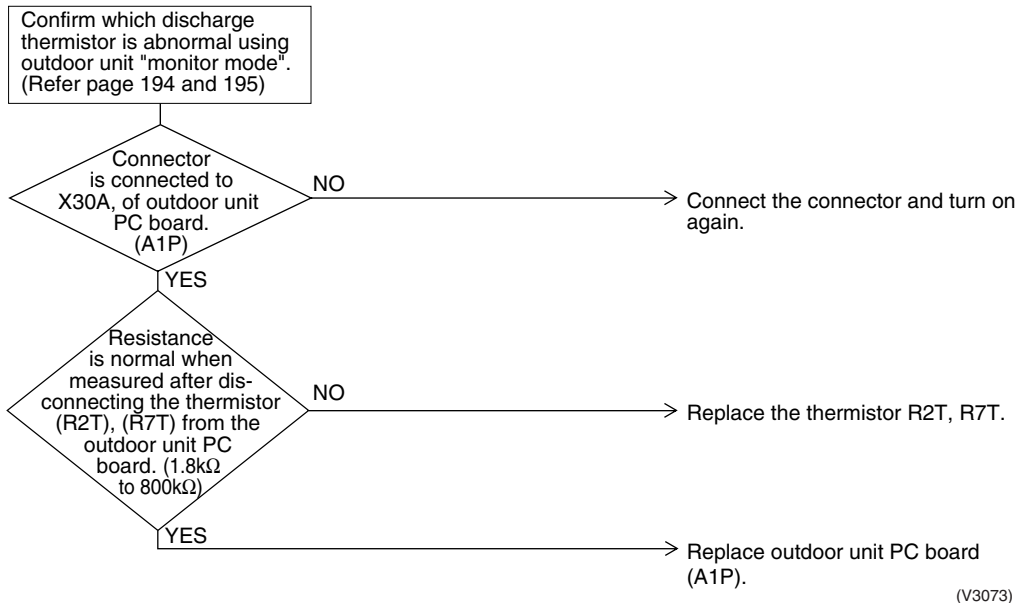 Confirm which discharge
thermistor is abnormal using
outdoor unit "monitor mode".
(Refer page 194 and 195)
Connector
is connected to
X30A, of outdoor unit
PC board.
(A1P)
NO
Connect the connector and turn on
again.
YES
Resistance
is normal when
measured after dis-
connecting the thermistor
(R2T), (R7T) from the
outdoor unit PC
board. (1.8kΩ
to 800kΩ)
NO
Replace the thermistor R2T, R7T.
YES
Replace outdoor unit PC board
(A1P).
(V3073)